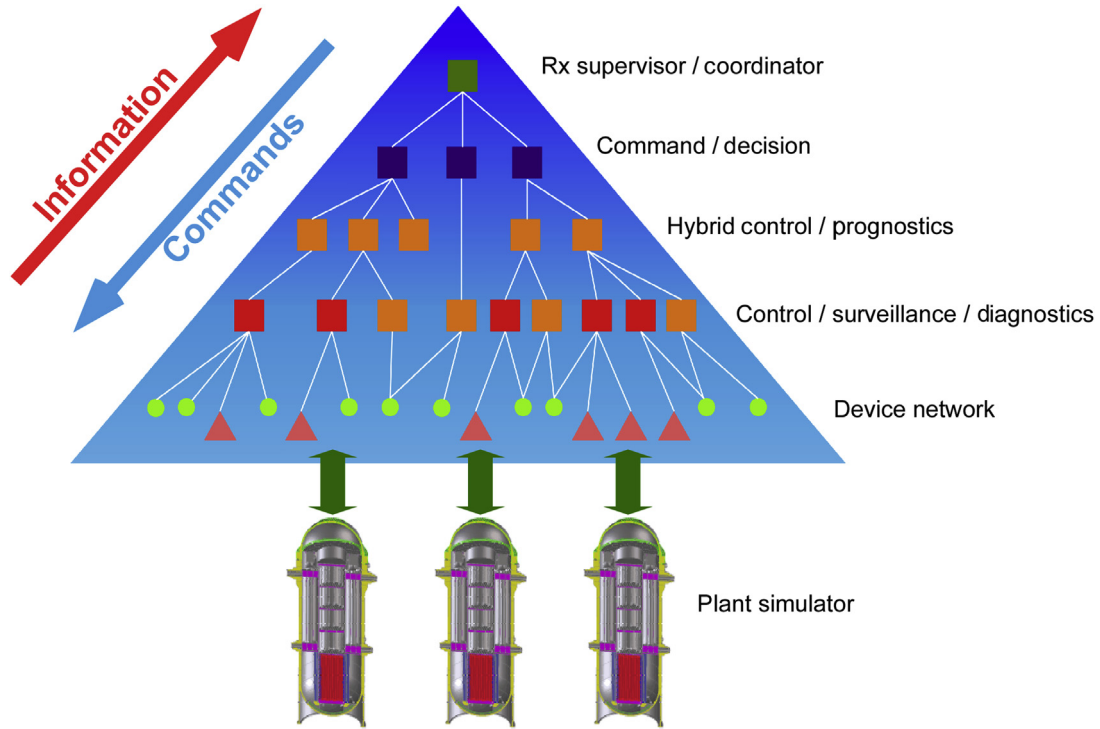 Information
Commands
Rx supervisor / coordinator
Command / decision
Hybrid control / prognostics
Control / surveillance / diagnostics
Device network
Plant simulator